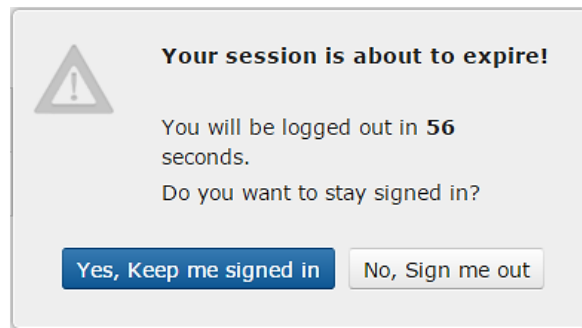 Your session is about to expire!
You will be logged out in 56
seconds.
Do you want to stay signed in?
Yes, Keep me signed in
No, Sign me out